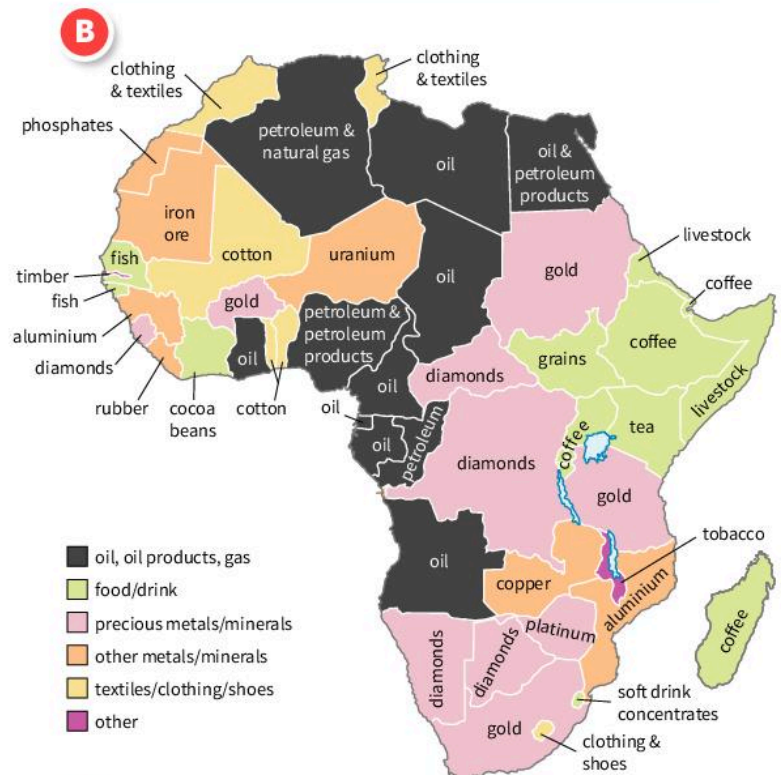 B
clothing
& textiles
clothing
& textiles
phosphates
petroleum &
natural gas
oil
oil &
petroleum
products
iron
ore
cotton
uranium
oil
gold
livestock
fish
timber
fish
coffee
gold
petroleum &
petroleum
products
coffee
aluminium
diamonds
oil
grains
livestock
rubber
cocoa
beans
cotton
oil
diamonds
oil
oil
petroleum
coffee
tea
diamonds
gold
tobacco
oil
copper
aluminium
coffee
diamonds
diamonds
platinum
soft drink
concentrates
gold
clothing &
shoes
oil, oil products, gas
food/drink
precious metals/minerals
other metals/minerals
textiles/clothing/shoes
other